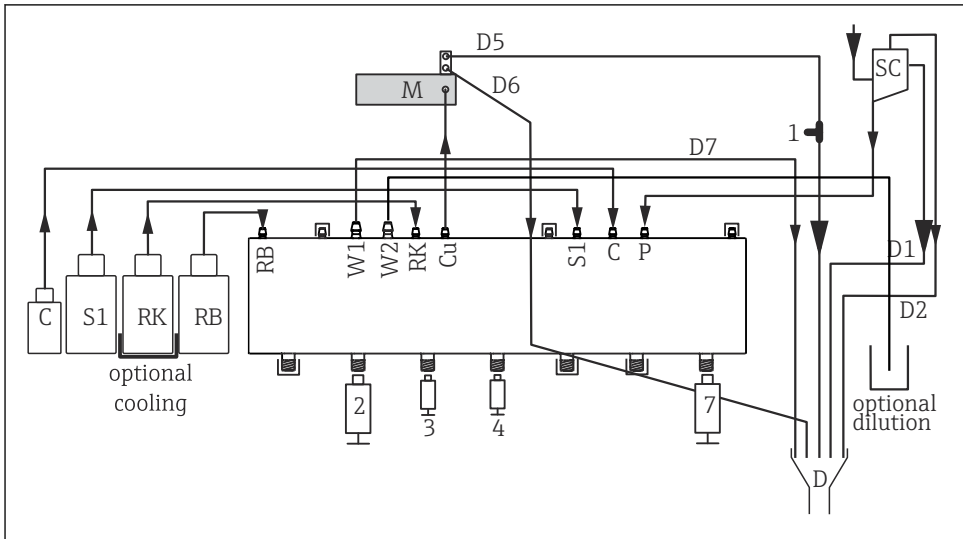 D5
SC
M
D6
1
D7
RB
W1
W2
RK
Cu
S1
C
P
D1
C
S1
RK
RB
D2
optional
cooling
2
3
4
7
optional
dilution
D